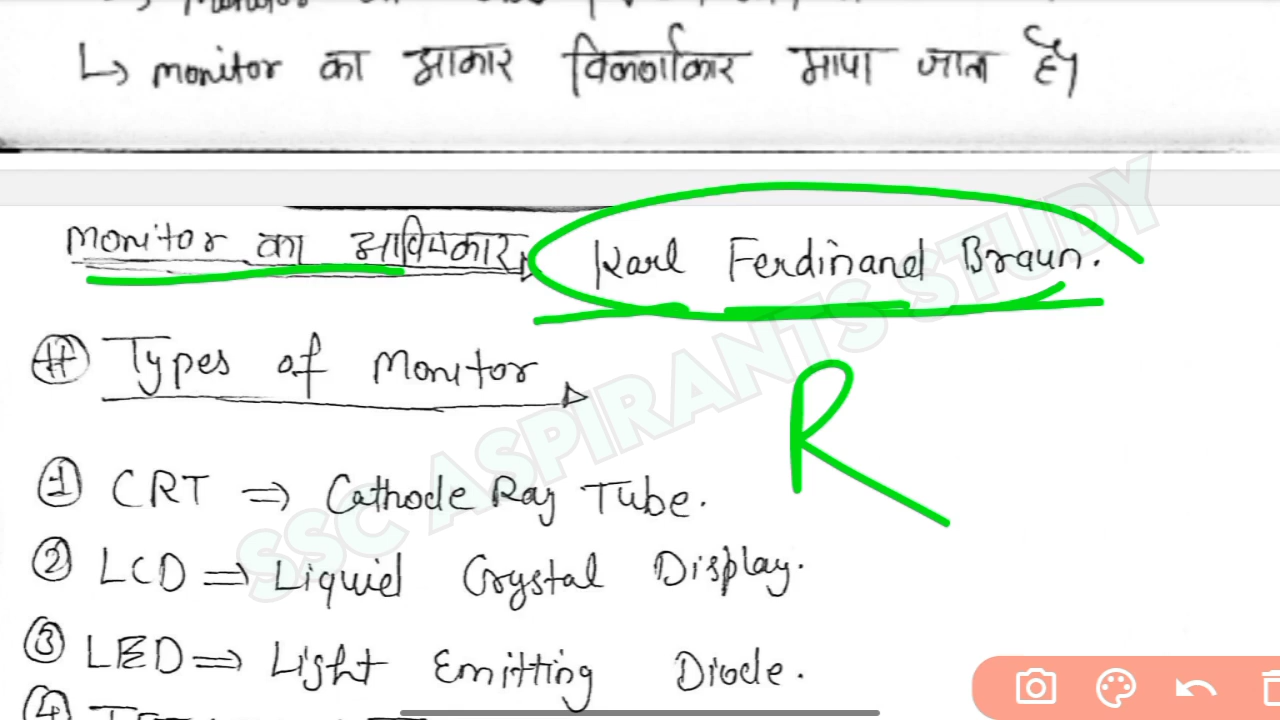 ↳ monitor का आकार विकर्णाकार मापा जाता है।
monitor का आविष्कार Karl Ferdinand Braun.
# Types of Monitor
① CRT ⇒ Cathode Ray Tube.
② LCD ⇒ Liquid Crystal Display.
③ LED ⇒ Light Emitting Diode.
④
R
SSC ASPIRANTS STUDY